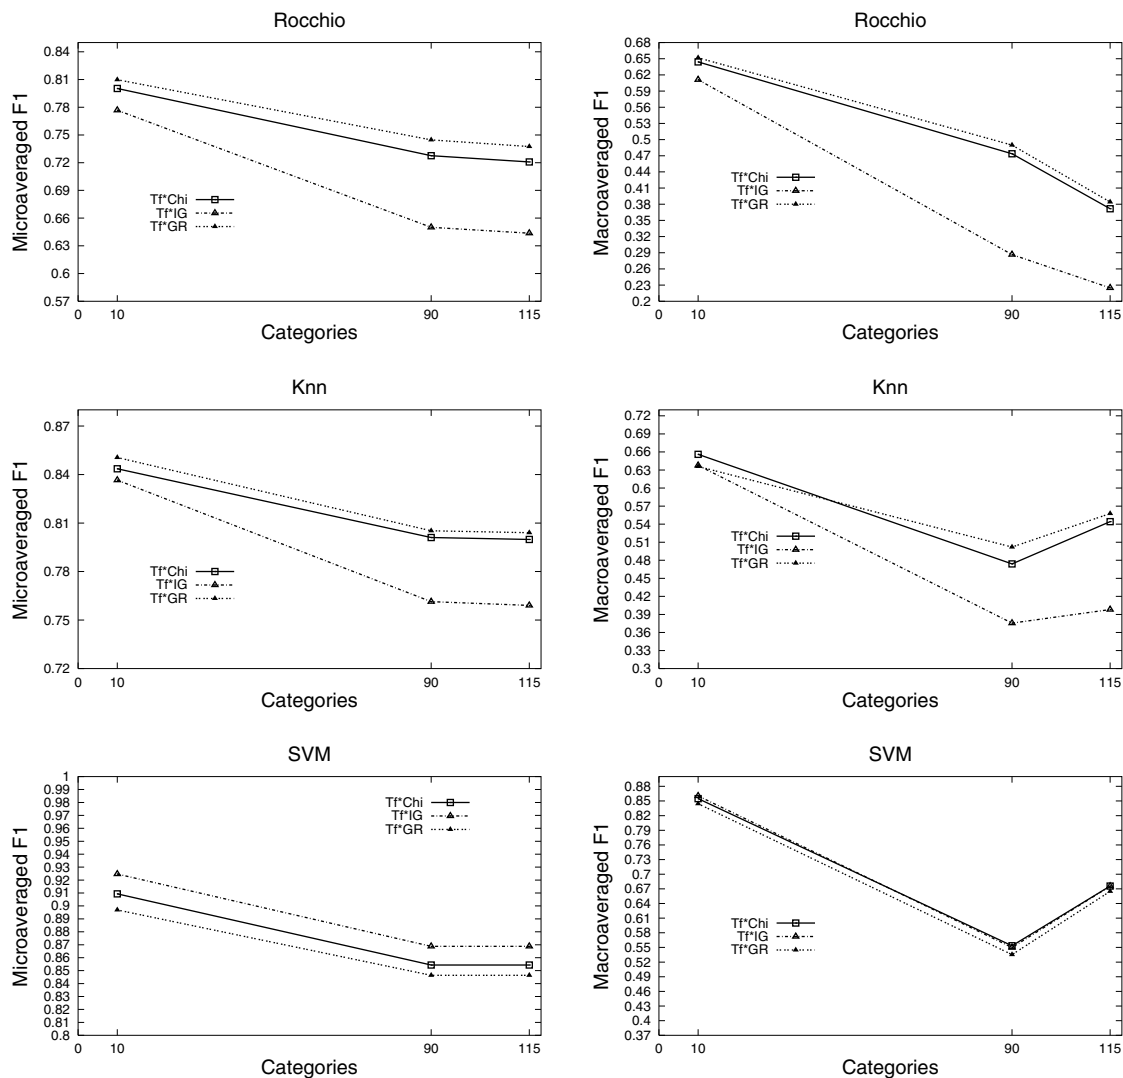 Rocchio
Microaveraged F1
0.84
0.81
0.78
0.75
0.72
0.69
0.66
0.63
0.6
0.57
Tf*Chi
Tf*IG
Tf*GR
0 10 90 115
Categories
Rocchio
Macroaveraged F1
0.68
0.65
0.62
0.59
0.56
0.53
0.5
0.47
0.44
0.41
0.38
0.35
0.32
0.29
0.26
0.23
0.2
Tf*Chi
Tf*IG
Tf*GR
0 10 90 115
Categories
Knn
Microaveraged F1
0.87
0.84
0.81
0.78
0.75
0.72
Tf*Chi
Tf*IG
Tf*GR
0 10 90 115
Categories
Knn
Macroaveraged F1
0.72
0.69
0.66
0.63
0.6
0.57
0.54
0.51
0.48
0.45
0.42
0.39
0.36
0.33
0.3
Tf*Chi
Tf*IG
Tf*GR
0 10 90 115
Categories
SVM
Microaveraged F1
1
0.99
0.98
0.97
0.96
0.95
0.94
0.93
0.92
0.91
0.9
0.89
0.88
0.87
0.86
0.85
0.84
0.83
0.82
0.81
0.8
Tf*Chi
Tf*IG
Tf*GR
0 10 90 115
Categories
SVM
Macroaveraged F1
0.88
0.85
0.82
0.79
0.76
0.73
0.7
0.67
0.64
0.61
0.58
0.55
0.52
0.49
0.46
0.43
0.4
0.37
Tf*Chi
Tf*IG
Tf*GR
0 10 90 115
Categories